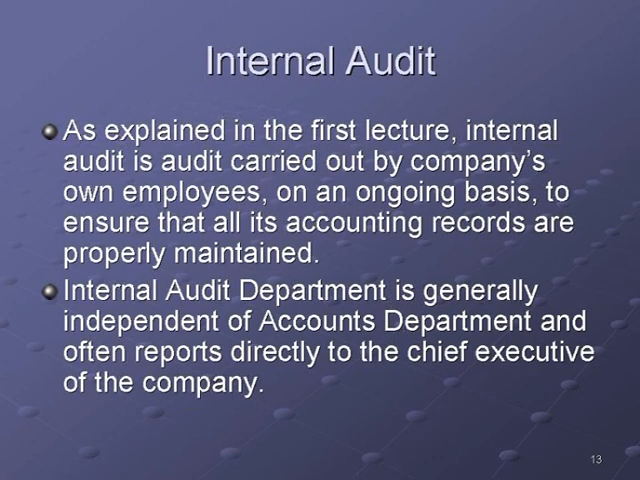 Internal Audit
As explained in the first lecture, internal
audit is audit carried out by company's
own employees, on an ongoing basis, to
ensure that all its accounting records are
properly maintained.
Internal Audit Department is generally
independent of Accounts Department and
often reports directly to the chief executive
of the company.
13